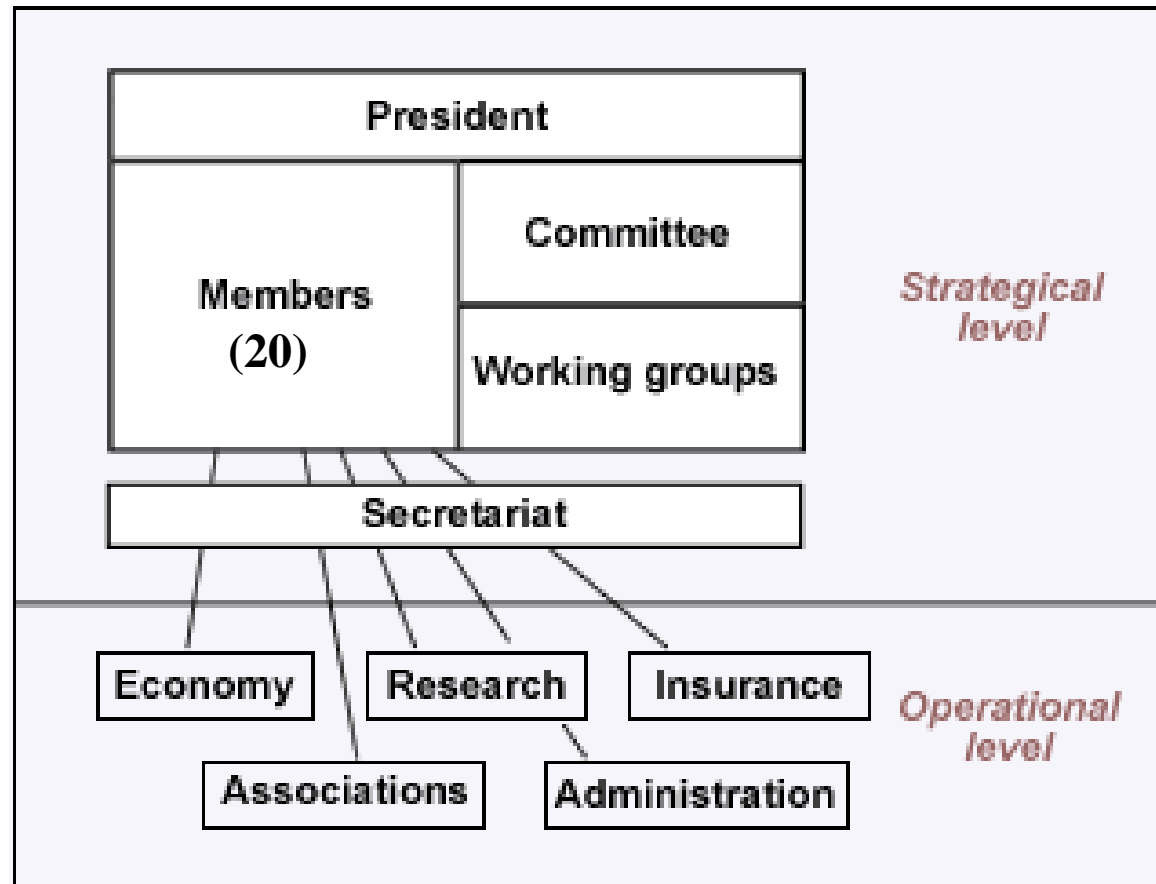 President
Committee
Members
(20)
Working groups
Strategical
level
Secretariat
Economy
Research
Insurance
Operational
level
Associations
Administration